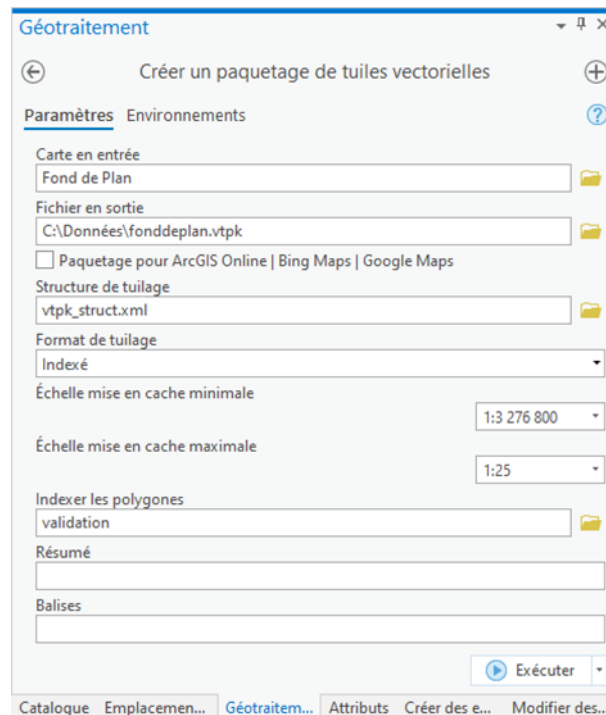 Géotraitement
Créer un paquetage de tuiles vectorielles
Paramètres Environnements
Carte en entrée
Fond de Plan
Fichier en sortie
C:\Données\fonddeplan.vtpk
Paquetage pour ArcGIS Online | Bing Maps | Google Maps
Structure de tuilage
vtpk_struct.xml
Format de tuilage
Indexé
Échelle mise en cache minimale
1:3 276 800
Échelle mise en cache maximale
1:25
Indexer les polygones
validation
Résumé
Balises
Exécuter
Catalogue Emplacemen... Géotraitem... Attributs Créer des e... Modifier des...